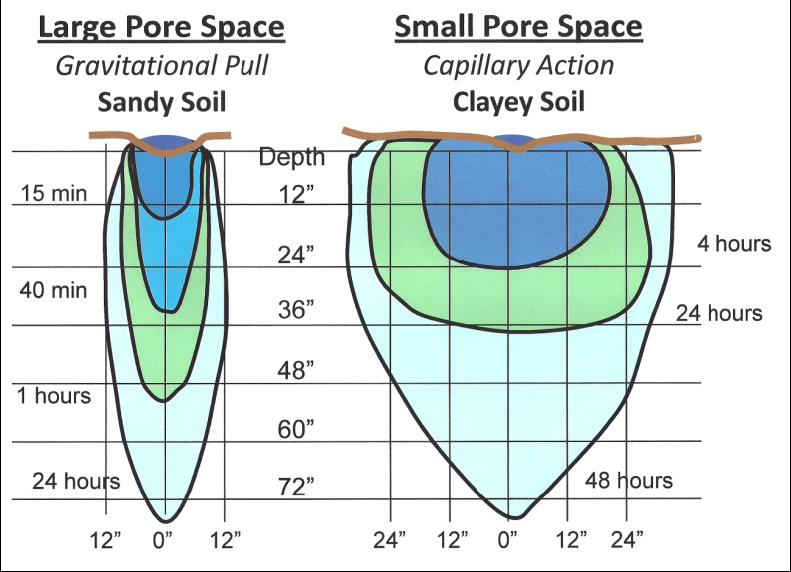 Large Pore Space
Gravitational Pull
Sandy Soil
Small Pore Space
Capillary Action
Clayey Soil
Depth
15 min
12”
24”
4 hours
40 min
36”
24 hours
48”
1 hours
60”
24 hours
72”
48 hours
12” 0” 12”
24” 12” 0” 12” 24”